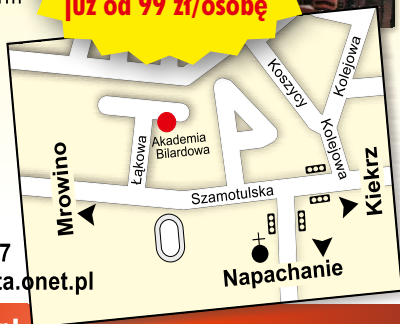 już od 99 zł/osobę
Koszycy
Kolejowa
Kolejowa
Łąkowa
Akademia
Bilardowa
Szamotulska
Mrowino
Kiekrz
Napachanie
7
ta.onet.pl